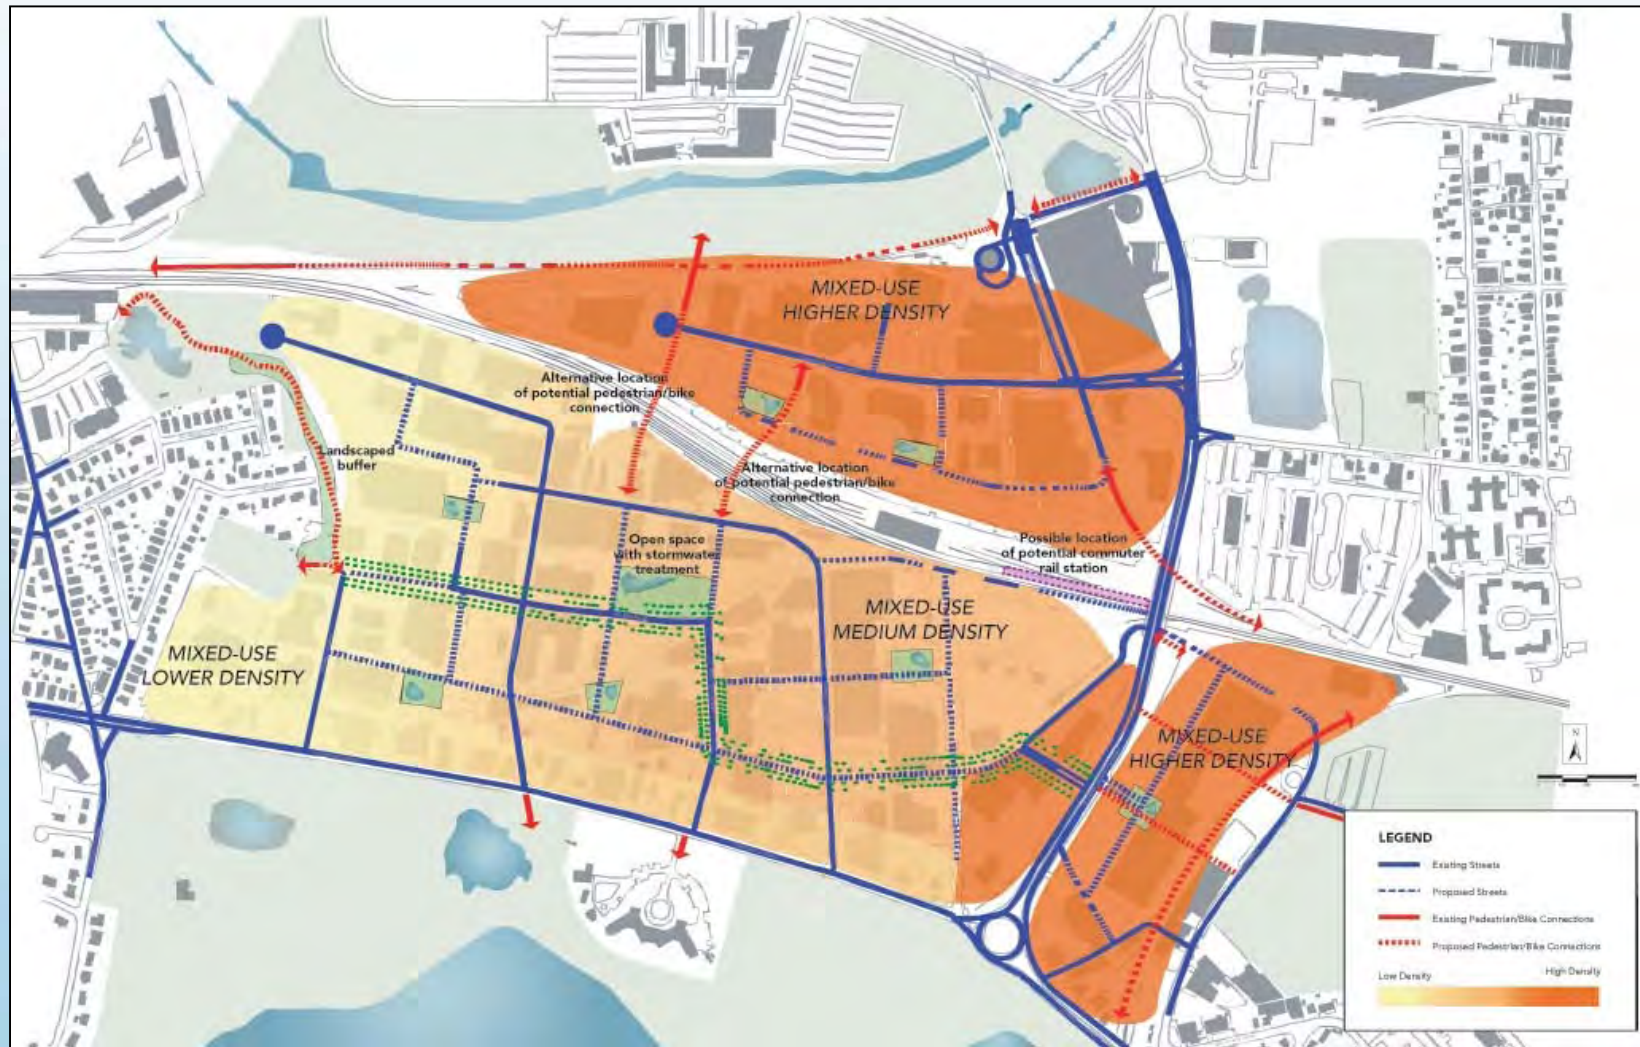 MIXED-USE
HIGHER DENSITY
Alternative location
of potential pedestrian/bike
connection
Landscaped
buffer
Alternative location
of potential pedestrian/bike
connection
Open space
with stormwater
treatment
Possible location
of potential commuter
rail station
MIXED-USE
MEDIUM DENSITY
MIXED-USE
LOWER DENSITY
MIXED-USE
HIGHER DENSITY
N
LEGEND
Existing Streets
Proposed Streets
Existing Pedestrian/Bike Connections
Proposed Pedestrian/Bike Connections
Low Density
High Density